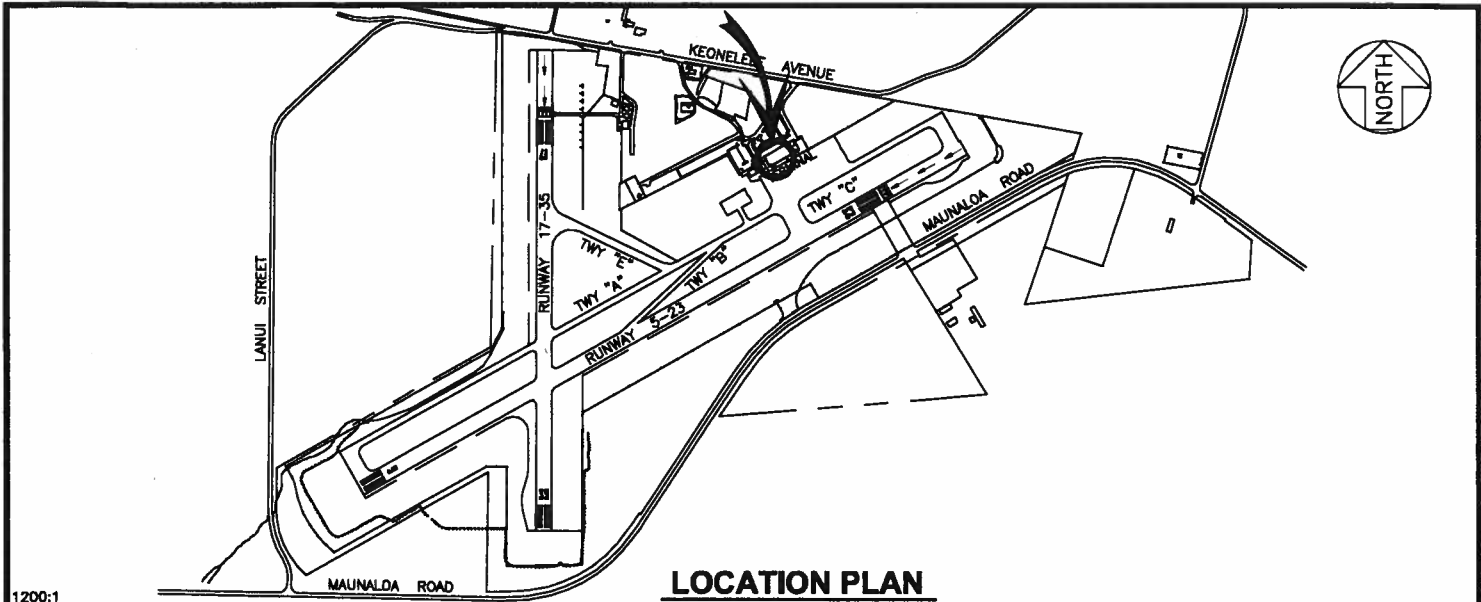 KEONELELE AVENUE
NORTH
TWY "C"
MAUNALOA ROAD
LANUI STREET
RUNWAY 17-35
TWY "E"
TWY "A"
TWY "B"
RUNWAY 5-23
MAUNALOA ROAD
LOCATION PLAN
1200:1